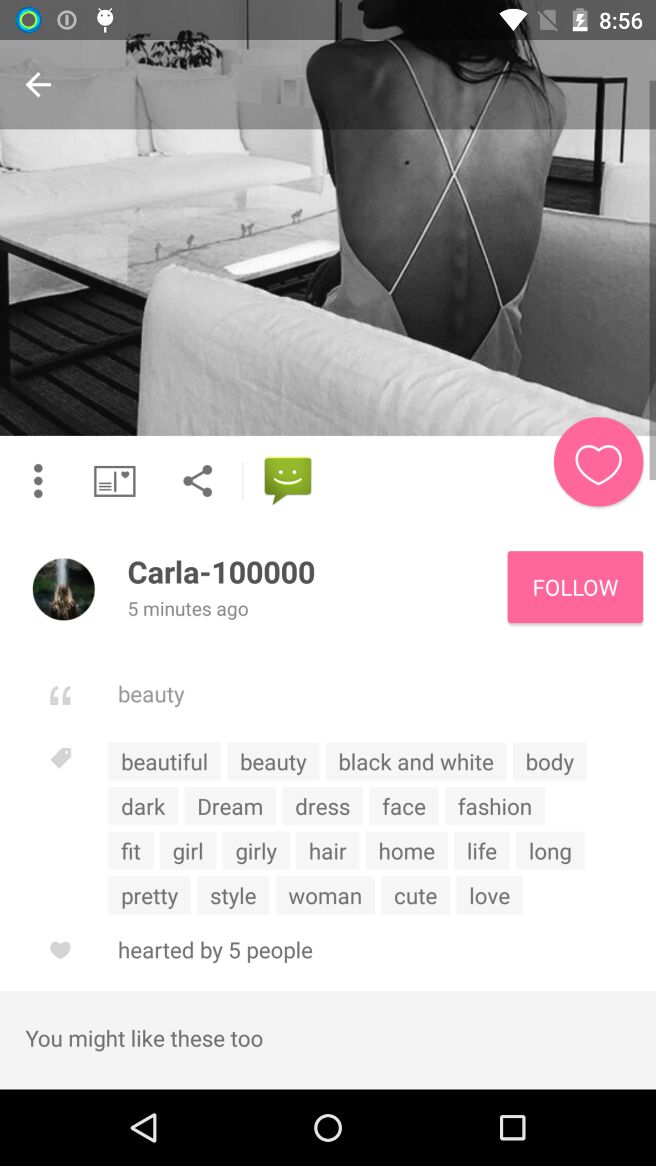 8:56
Carla-100000
5 minutes ago
FOLLOW
beauty
beautiful beauty black and white body
dark Dream dress face fashion
fit girl girly hair home life long
pretty style woman cute love
hearted by 5 people
You might like these too